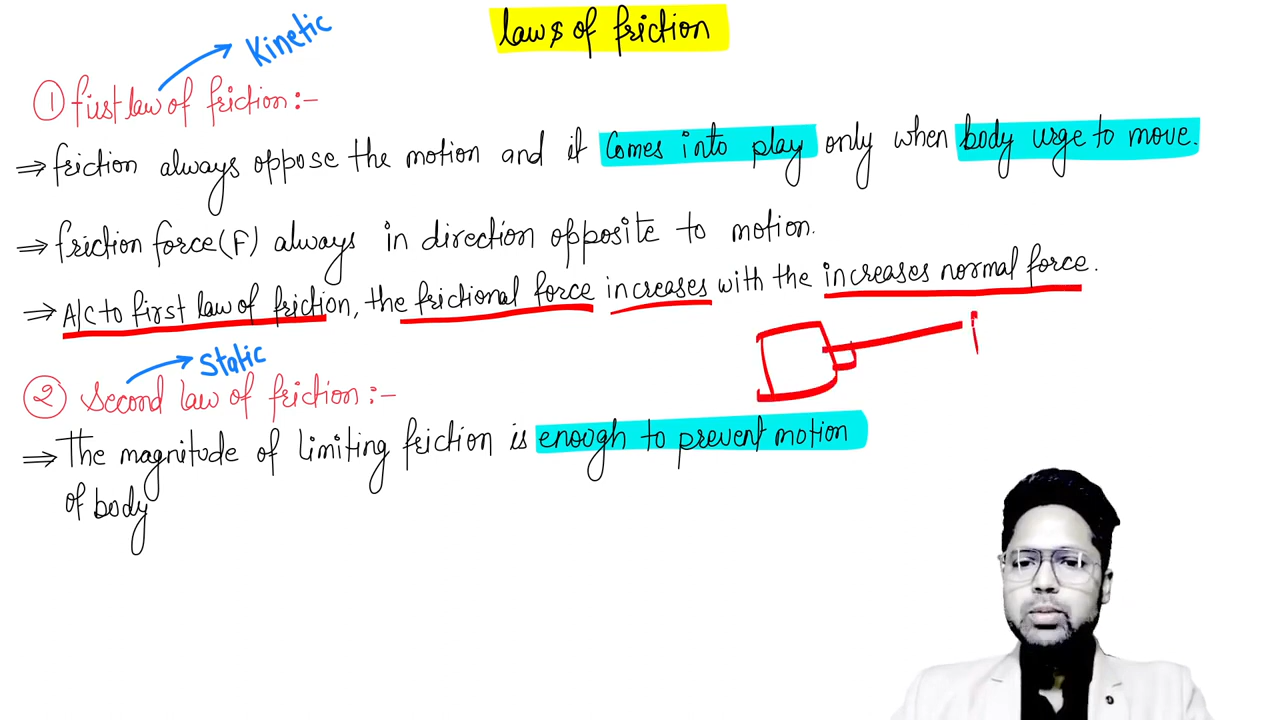 laws of friction
Kinetic
① first law of friction :-
⇒ friction always oppose the motion and it Comes into play only when body urge to move.
⇒ friction force (F) always in direction opposite to motion.
⇒ A/C to first law of friction, the frictional force increases with the increases normal force.
Static
② Second law of friction :-
⇒ The magnitude of limiting friction is enough to prevent motion
of body